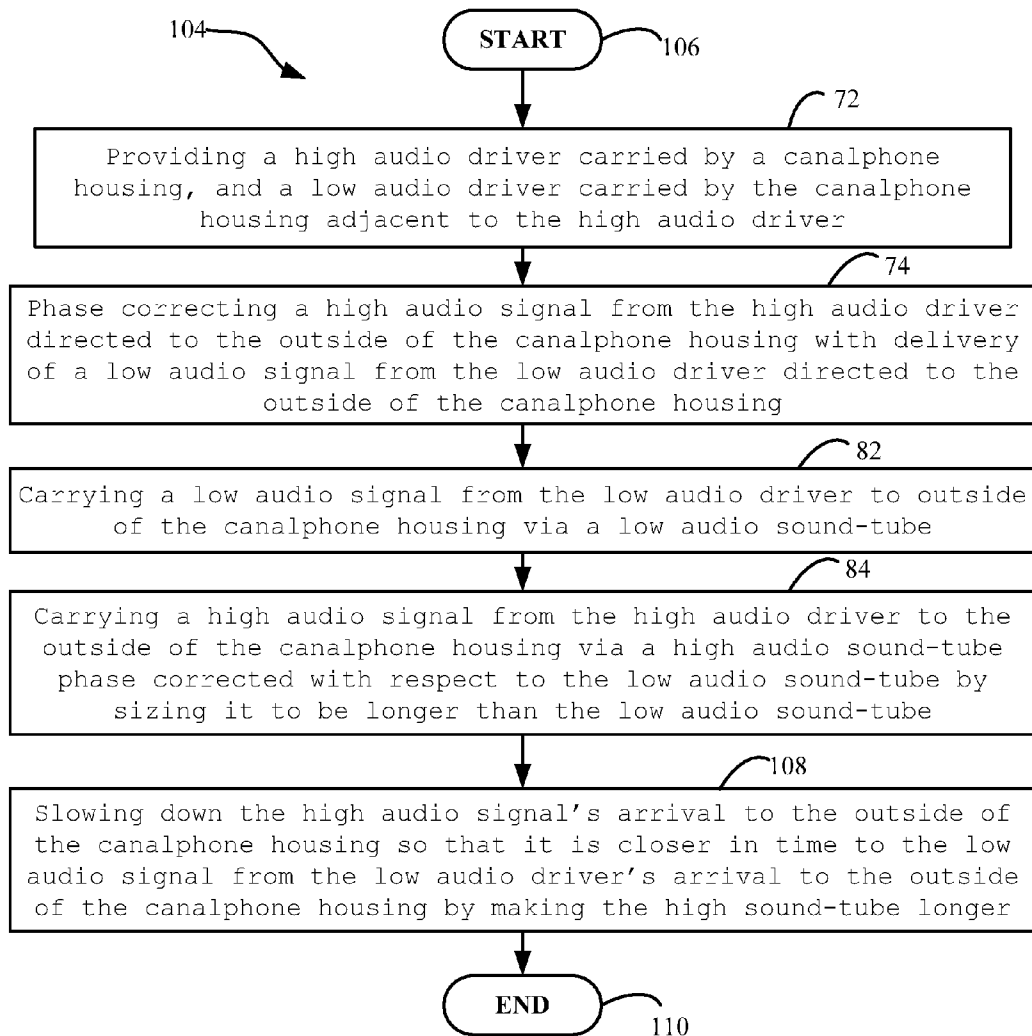 104
START
106
72
Providing a high audio driver carried by a canalphone
housing, and a low audio driver carried by the canalphone
housing adjacent to the high audio driver
74
Phase correcting a high audio signal from the high audio driver
directed to the outside of the canalphone housing with delivery
of a low audio signal from the low audio driver directed to the
outside of the canalphone housing
82
Carrying a low audio signal from the low audio driver to outside
of the canalphone housing via a low audio sound-tube
84
Carrying a high audio signal from the high audio driver to the
outside of the canalphone housing via a high audio sound-tube
phase corrected with respect to the low audio sound-tube by
sizing it to be longer than the low audio sound-tube
108
Slowing down the high audio signal’s arrival to the outside of
the canalphone housing so that it is closer in time to the low
audio signal from the low audio driver’s arrival to the outside
of the canalphone housing by making the high sound-tube longer
END
110